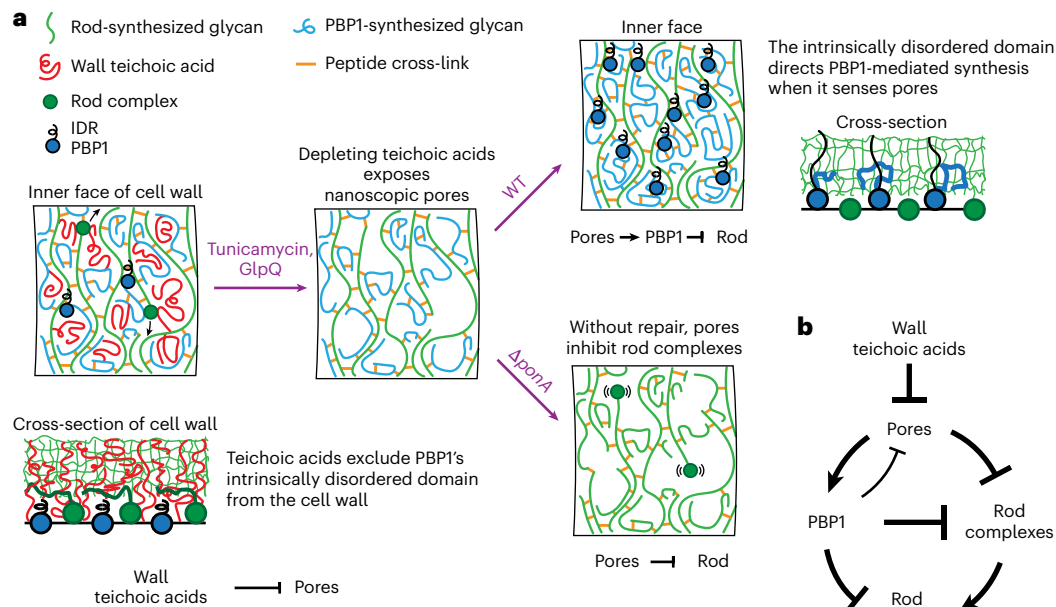 a
Rod-synthesized glycan
Wall teichoic acid
Rod complex
IDR
PBP1
PBP1-synthesized glycan
Peptide cross-link
Inner face of cell wall
Tunicamycin,
GlpQ
Depleting teichoic acids
exposes
nanoscopic pores
WT
ΔponA
Inner face
Pores PBP1 Rod
The intrinsically disordered domain
directs PBP1-mediated synthesis
when it senses pores
Cross-section
Without repair, pores
inhibit rod complexes
Pores Rod
Cross-section of cell wall
Teichoic acids exclude PBP1's
intrinsically disordered domain
from the cell wall
Wall
teichoic acids
Pores
b
Wall
teichoic acids
Pores
PBP1
Rod
complexes
Rod